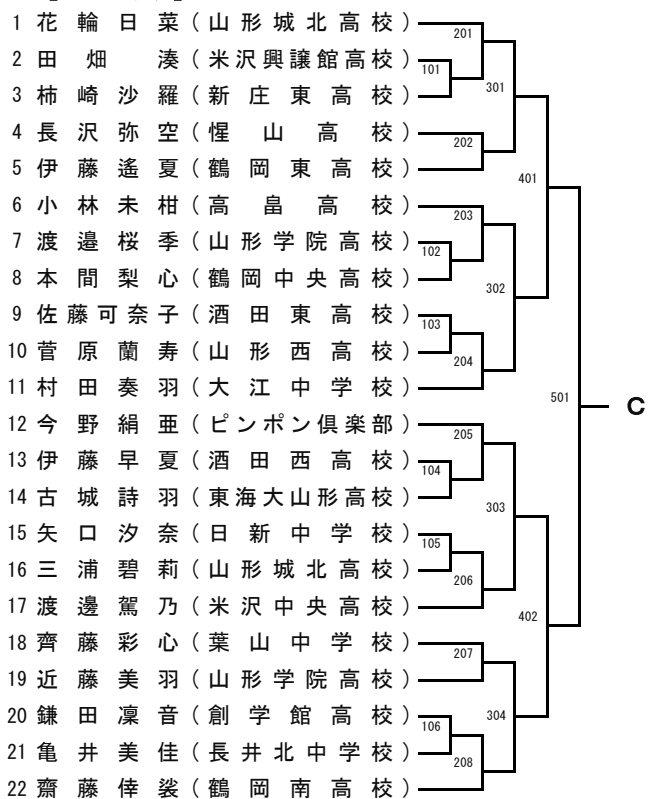 1 花輪日菜(山形城北高校)
201
2 田畑湊(米沢興譲館高校)
101
301
3 柿崎沙羅(新庄東高校)
4 長沢弥空(惺山高校)
202
5 伊藤遙夏(鶴岡東高校)
401
6 小林未柑(高畠高校)
203
7 渡邉桜季(山形学院高校)
102
8 本間梨心(鶴岡中央高校)
302
9 佐藤可奈子(酒田東高校)
103
10 菅原蘭寿(山形西高校)
204
11 村田奏羽(大江中学校)
501
C
12 今野絹亜(ピンポン倶楽部)
205
13 伊藤早夏(酒田西高校)
104
14 古城詩羽(東海大山形高校)
303
15 矢口汐奈(日新中学校)
105
16 三浦碧莉(山形城北高校)
206
17 渡邊駕乃(米沢中央高校)
402
18 齊藤彩心(葉山中学校)
207
19 近藤美羽(山形学院高校)
20 鎌田凜音(創学館高校)
304
106
21 亀井美佳(長井北中学校)
208
22 齋藤倖裟(鶴岡南高校)